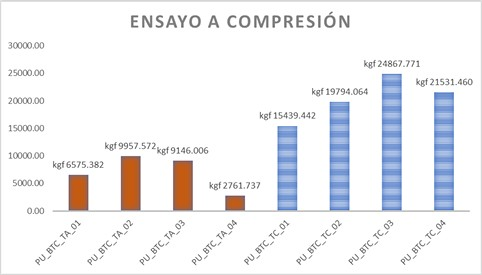 ENSAYO A COMPRESIÓN
30000.00
25000.00
20000.00
15000.00
10000.00
5000.00
0.00
kgf 6575.382
kgf 9957.572
kgf 9146.006
kgf 2761.737
kgf 15439.442
kgf 19794.064
kgf 24867.771
kgf 21531.460
PU_BTC_TA_01
PU_BTC_TA_02
PU_BTC_TA_03
PU_BTC_TA_04
PU_BTC_TC_01
PU_BTC_TC_02
PU_BTC_TC_03
PU_BTC_TC_04